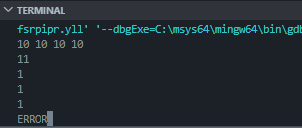 TERMINAL
fsrpipr.yll' '--dbgExe=C:\msys64\mingw64\bin\gdb
10 10 10 10
11
1
1
1
ERROR